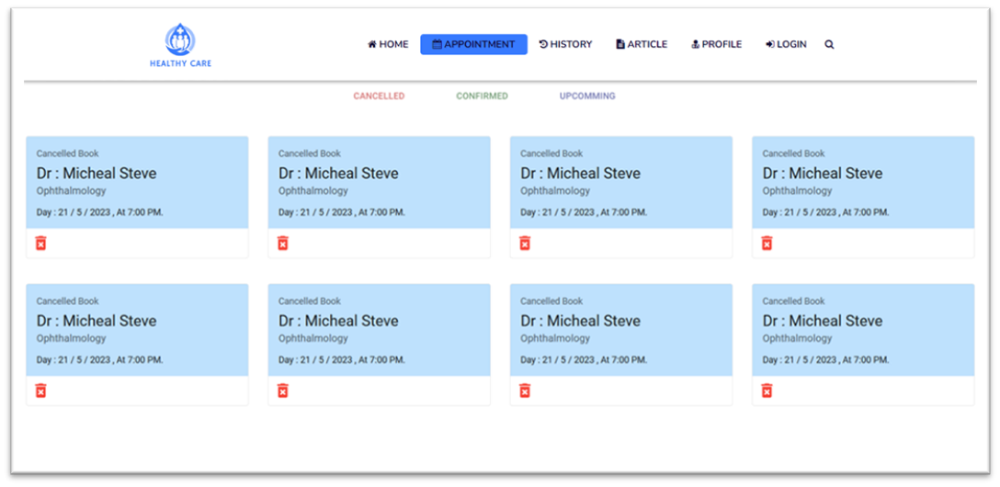 HEALTHY CARE
HOME APPOINTMENT HISTORY ARTICLE PROFILE LOGIN
CANCELLED CONFIRMED UPCOMMING
Cancelled Book
Dr : Micheal Steve
Ophthalmology
Day : 21 / 5 / 2023 , At 7:00 PM.
Cancelled Book
Dr : Micheal Steve
Ophthalmology
Day : 21 / 5 / 2023 , At 7:00 PM.
Cancelled Book
Dr : Micheal Steve
Ophthalmology
Day : 21 / 5 / 2023 , At 7:00 PM.
Cancelled Book
Dr : Micheal Steve
Ophthalmology
Day : 21 / 5 / 2023 , At 7:00 PM.
Cancelled Book
Dr : Micheal Steve
Ophthalmology
Day : 21 / 5 / 2023 , At 7:00 PM.
Cancelled Book
Dr : Micheal Steve
Ophthalmology
Day : 21 / 5 / 2023 , At 7:00 PM.
Cancelled Book
Dr : Micheal Steve
Ophthalmology
Day : 21 / 5 / 2023 , At 7:00 PM.
Cancelled Book
Dr : Micheal Steve
Ophthalmology
Day : 21 / 5 / 2023 , At 7:00 PM.